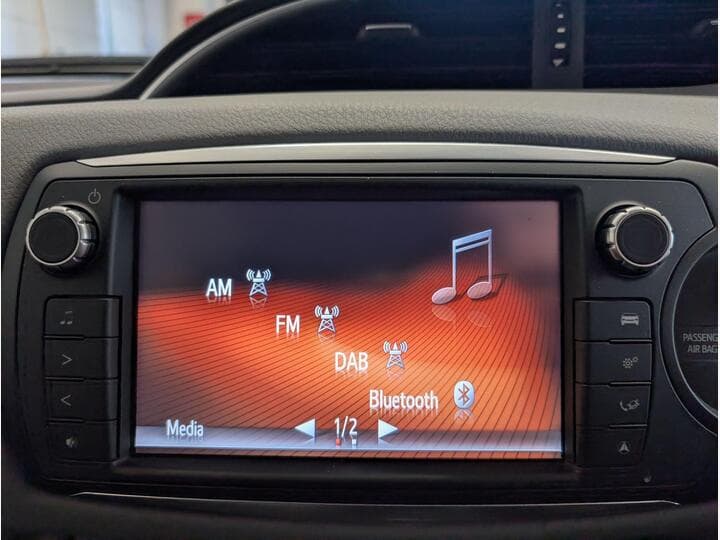 AM
FM
DAB
Bluetooth
Media
1/2
PASSENG
AIR BAG